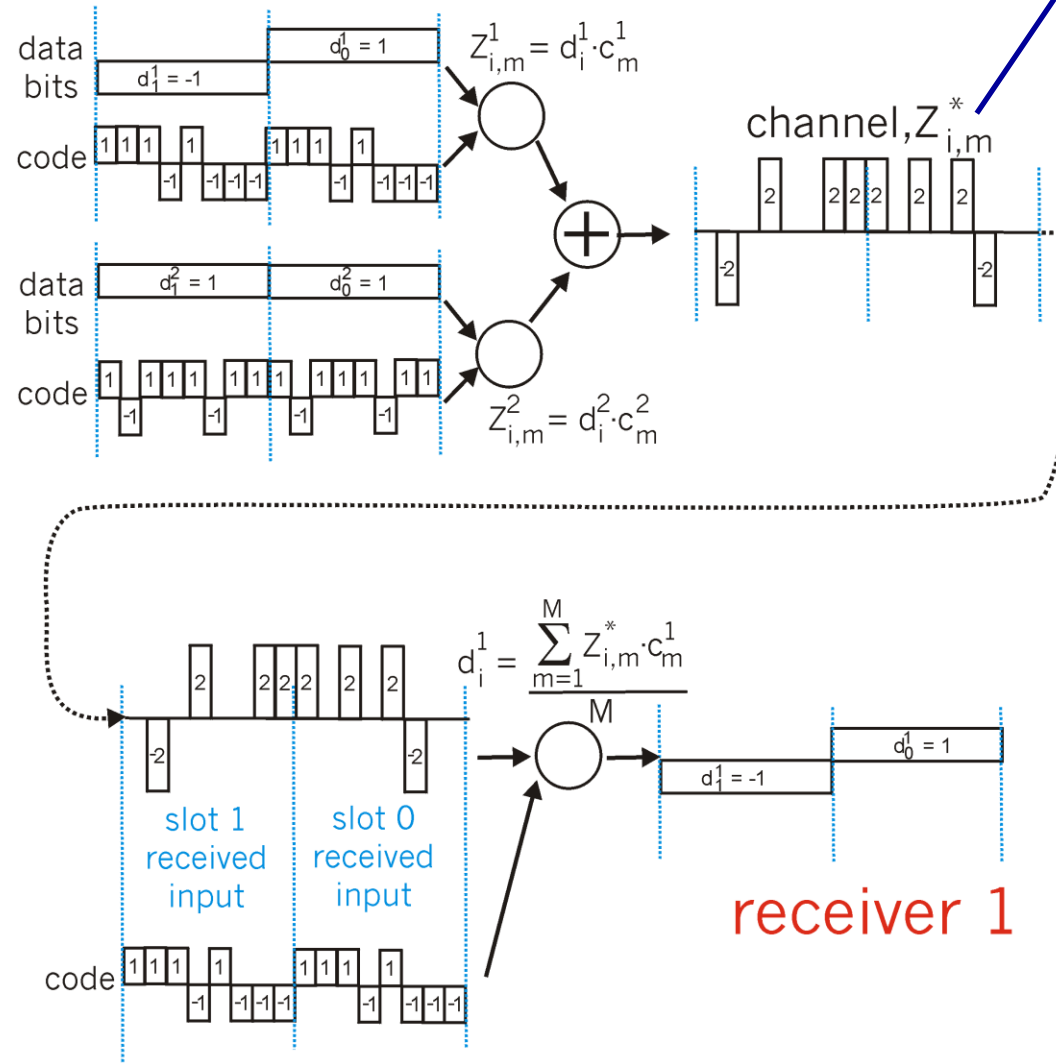 data
bits
d¹₁ = -1
d¹₀ = 1
code
1 1 1 -1 1 -1 -1 -1 1 1 1 -1 1 -1 -1 -1
Z¹ᵢ,ₘ = d¹ᵢ·c¹ₘ
data
bits
d²₁ = 1
d²₀ = 1
code
1 -1 1 1 1 -1 1 1 1 -1 1 1 1 -1 1 1
Z²ᵢ,ₘ = d²ᵢ·c²ₘ
+
channel, Z*ᵢ,ₘ
-2 2 2 2 2 2 2 -2
-2 2 2 2 2 2 2 -2
slot 1
received
input
slot 0
received
input
code
1 1 1 -1 1 -1 -1 -1 1 1 1 -1 1 -1 -1 -1
M
d¹ᵢ = Σ Z*ᵢ,ₘ·c¹ₘ
m=1
M
d¹₁ = -1
d¹₀ = 1
receiver 1